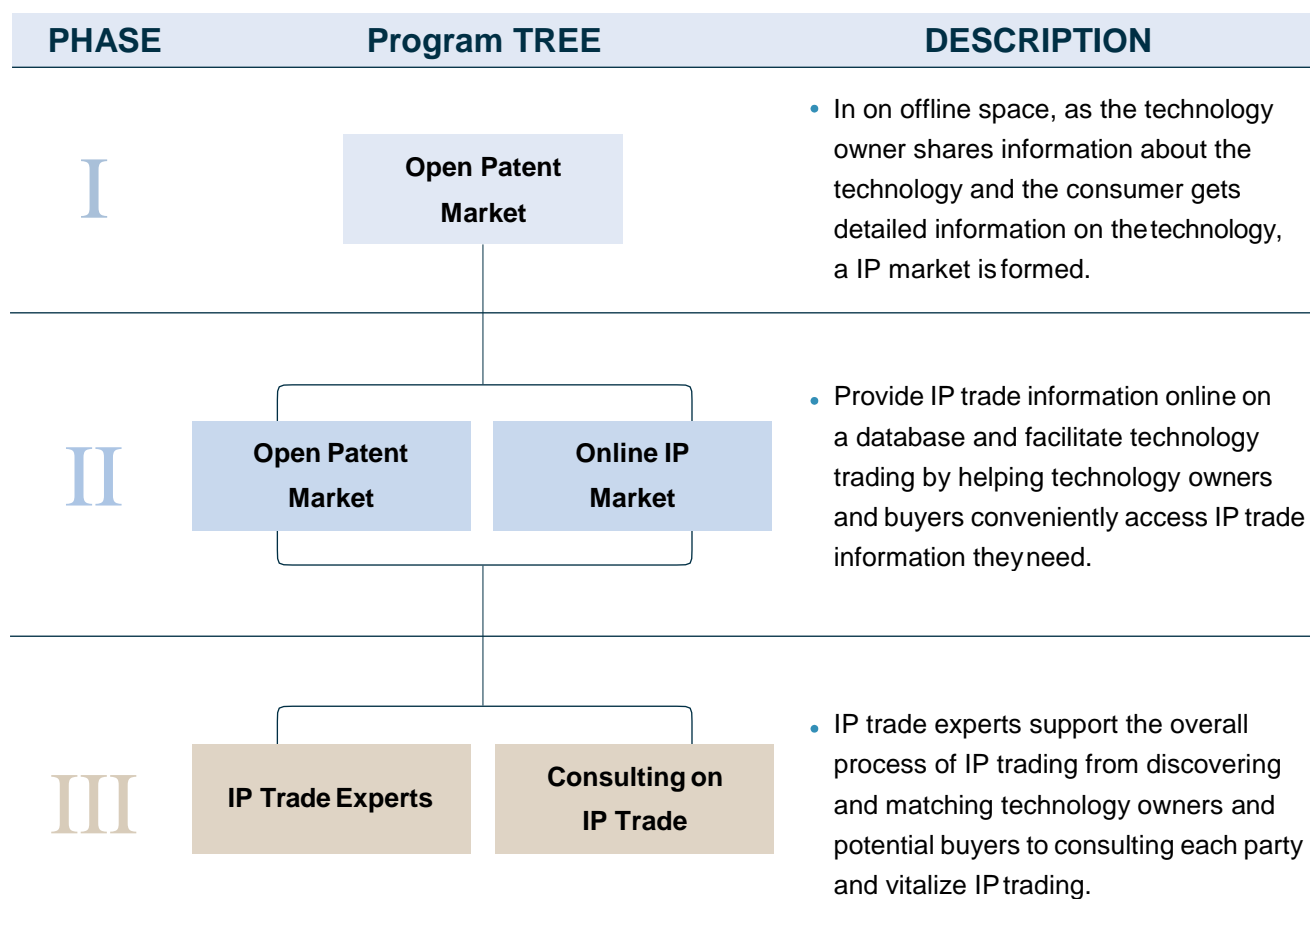 PHASE Program TREE DESCRIPTION
I
Open Patent
Market
• In on offline space, as the technology
owner shares information about the
technology and the consumer gets
detailed information on thetechnology,
a IP market is formed.
II
Open Patent
Market
Online IP
Market
• Provide IP trade information online on
a database and facilitate technology
trading by helping technology owners
and buyers conveniently access IP trade
information theyneed.
III
IP Trade Experts
Consulting on
IP Trade
• IP trade experts support the overall
process of IP trading from discovering
and matching technology owners and
potential buyers to consulting each party
and vitalize IP trading.